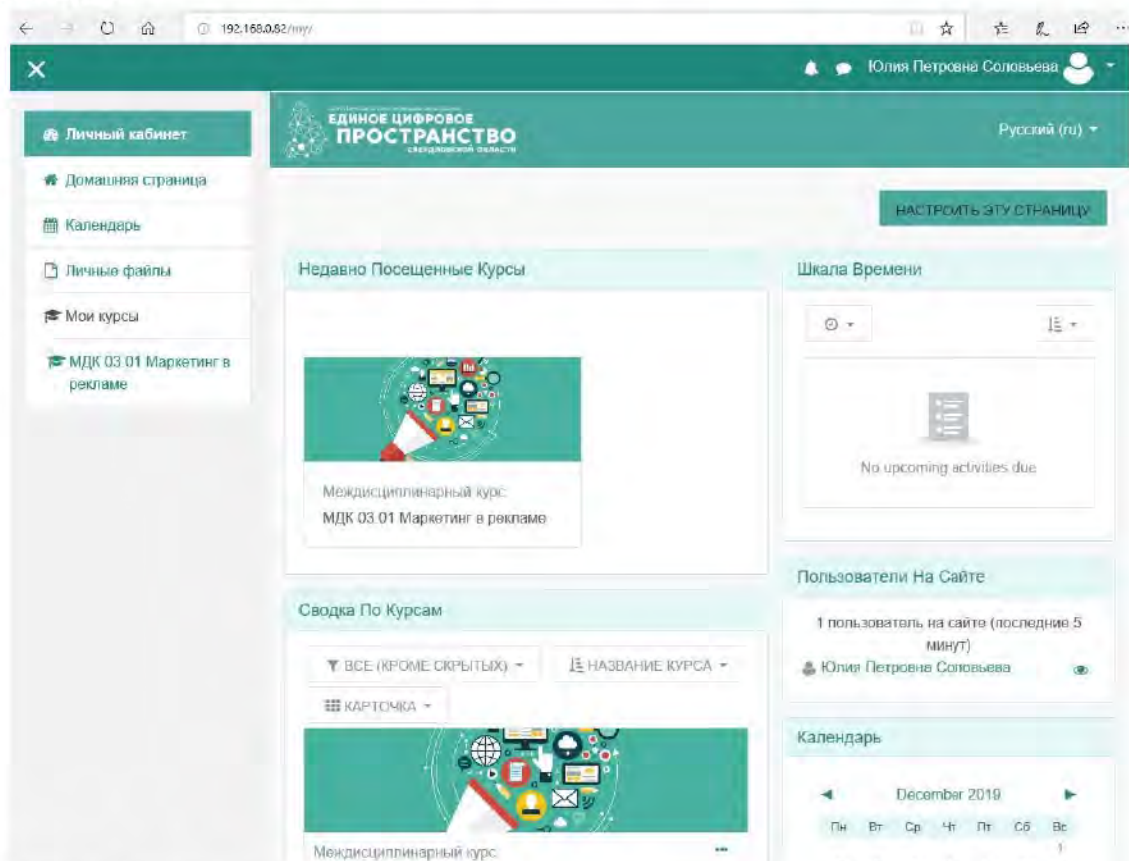 192.168.0.82/my/
Юлия Петровна Соловьева
Личный кабинет
Домашняя страница
Календарь
Личные файлы
Мои курсы
МДК 03.01 Маркетинг в
рекламе
ЕДИНОЕ ЦИФРОВОЕ
ПРОСТРАНСТВО
СВЕРДЛОВСКОЙ ОБЛАСТИ
Русский (ru)
НАСТРОИТЬ ЭТУ СТРАНИЦУ
Недавно Посещенные Курсы
Междисциплинарный курс
МДК 03.01 Маркетинг в рекламе
Сводка По Курсам
ВСЕ (КРОМЕ СКРЫТЫХ)
НАЗВАНИЕ КУРСА
КАРТОЧКА
Междисциплинарный курс
Шкала Времени
No upcoming activities due
Пользователи На Сайте
1 пользователь на сайте (последние 5
минут)
Юлия Петровна Соловьева
Календарь
December 2019
Пн Вт Ср Чт Пт Сб Вс
1